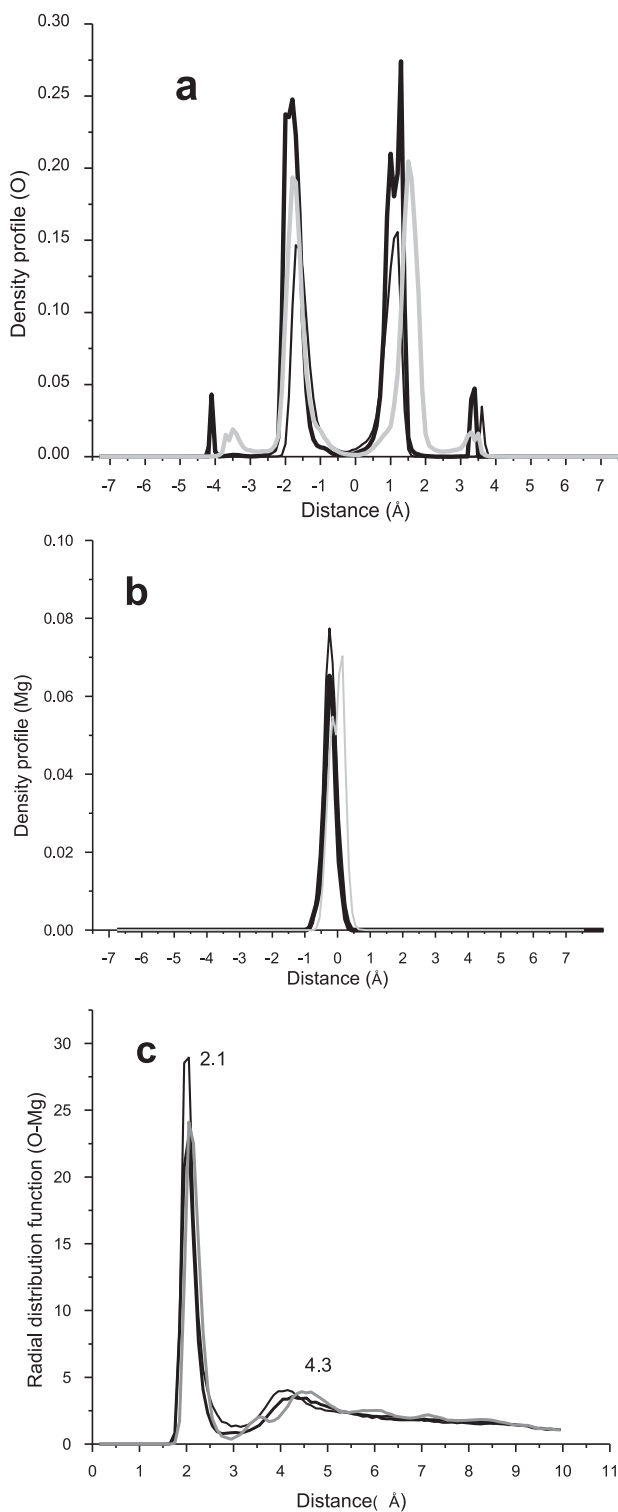 a
0.30
0.25
0.20
0.15
0.10
0.05
0.00
Density profile (O)
-7 -6 -5 -4 -3 -2 -1 0 1 2 3 4 5 6 7
Distance (Å)
b
0.10
0.08
0.06
0.04
0.02
0.00
Density profile (Mg)
-7 -6 -5 -4 -3 -2 -1 0 1 2 3 4 5 6 7
Distance (Å)
c
2.1
4.3
30
25
20
15
10
5
0
Radial distribution function (O-Mg)
0 1 2 3 4 5 6 7 8 9 10 11
Distance( Å)